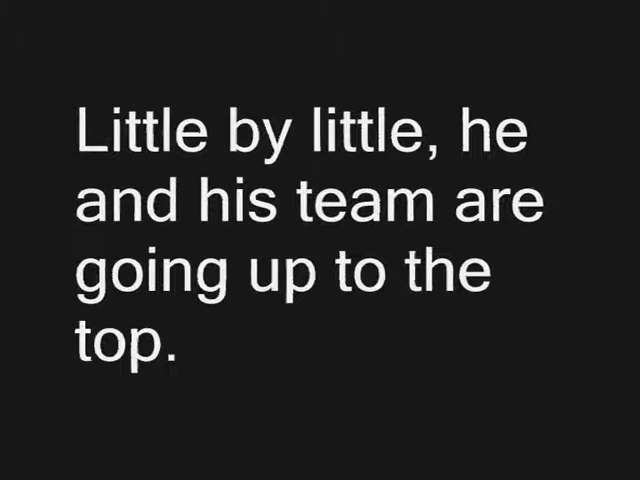 Little by little, he
and his team are
going up to the
top.